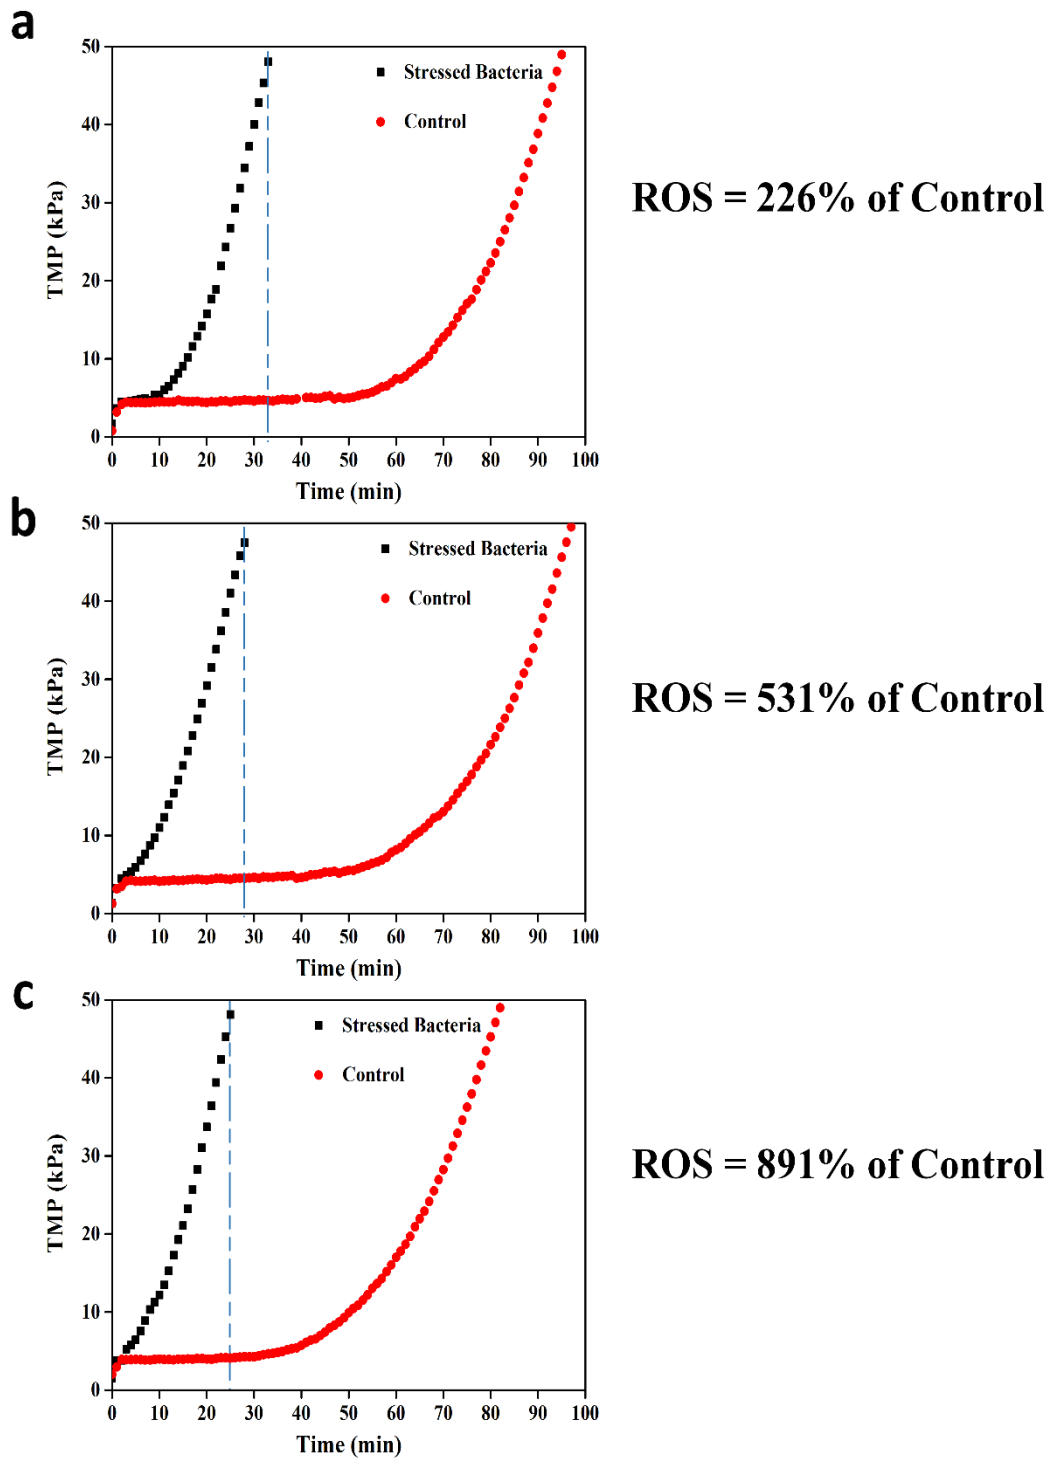 a
50
40
30
20
10
0
TMP (kPa)
Stressed Bacteria
Control
0 10 20 30 40 50 60 70 80 90 100
Time (min)
ROS = 226% of Control
b
50
40
30
20
10
0
TMP (kPa)
Stressed Bacteria
Control
0 10 20 30 40 50 60 70 80 90 100
Time (min)
ROS = 531% of Control
c
50
40
30
20
10
0
TMP (kPa)
Stressed Bacteria
Control
0 10 20 30 40 50 60 70 80 90 100
Time (min)
ROS = 891% of Control